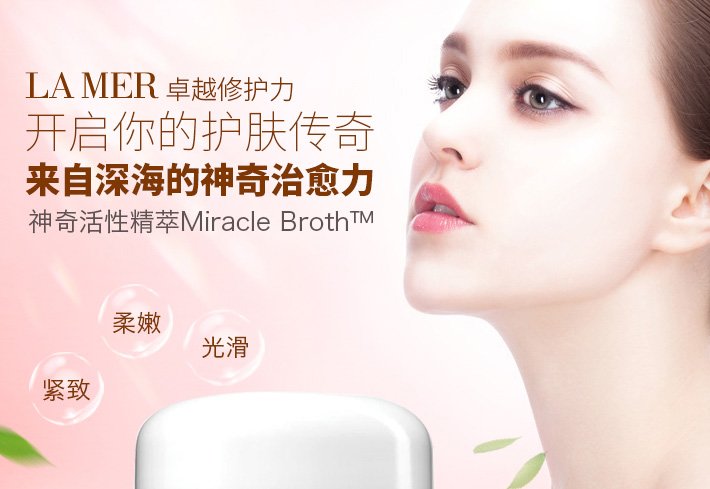 LA MER 卓越修护力
开启你的护肤传奇
来自深海的神奇治愈力
神奇活性精萃Miracle Broth™
柔嫩
光滑
紧致